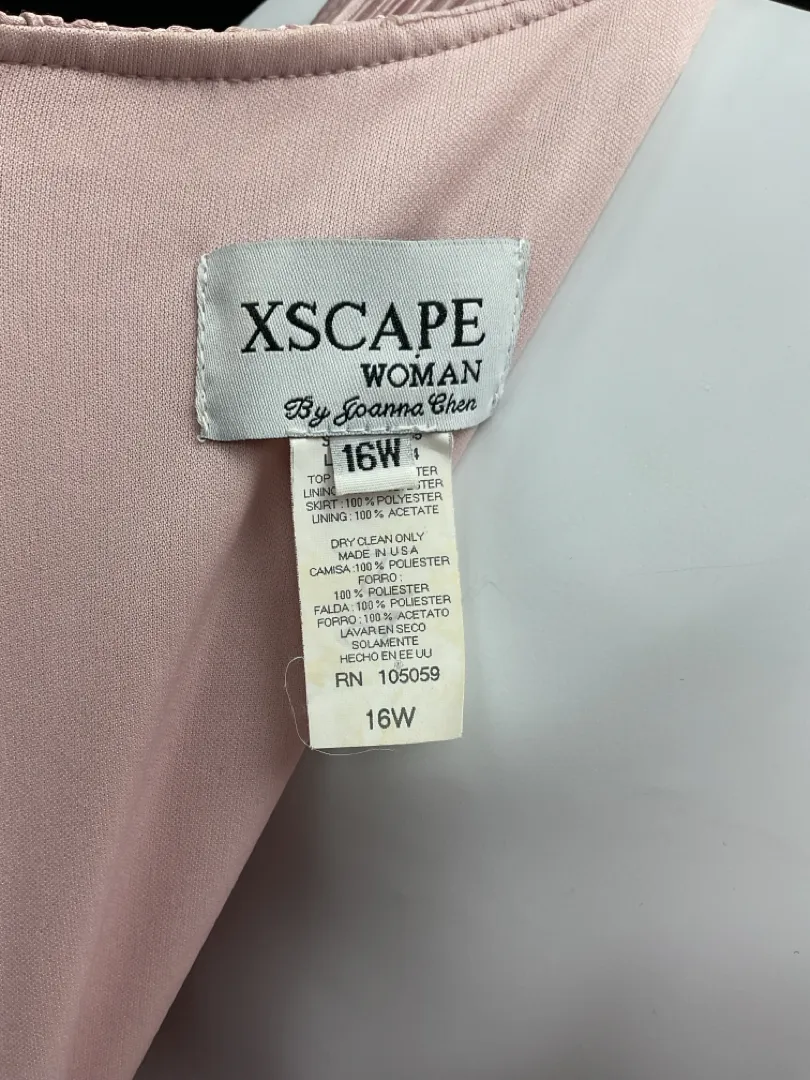 XSCAPE
WOMAN
By Joanna Chen
16W
TOP
LINING
SKIRT : 100 % POLYESTER
LINING : 100 % ACETATE
DRY CLEAN ONLY
MADE IN U S A
CAMISA :100 % POLIESTER
FORRO :
100 % POLIESTER
FALDA : 100 % POLIESTER
FORRO : 100 % ACETATO
LAVAR EN SECO
SOLAMENTE
HECHO EN EE UU
RN 105059
16W